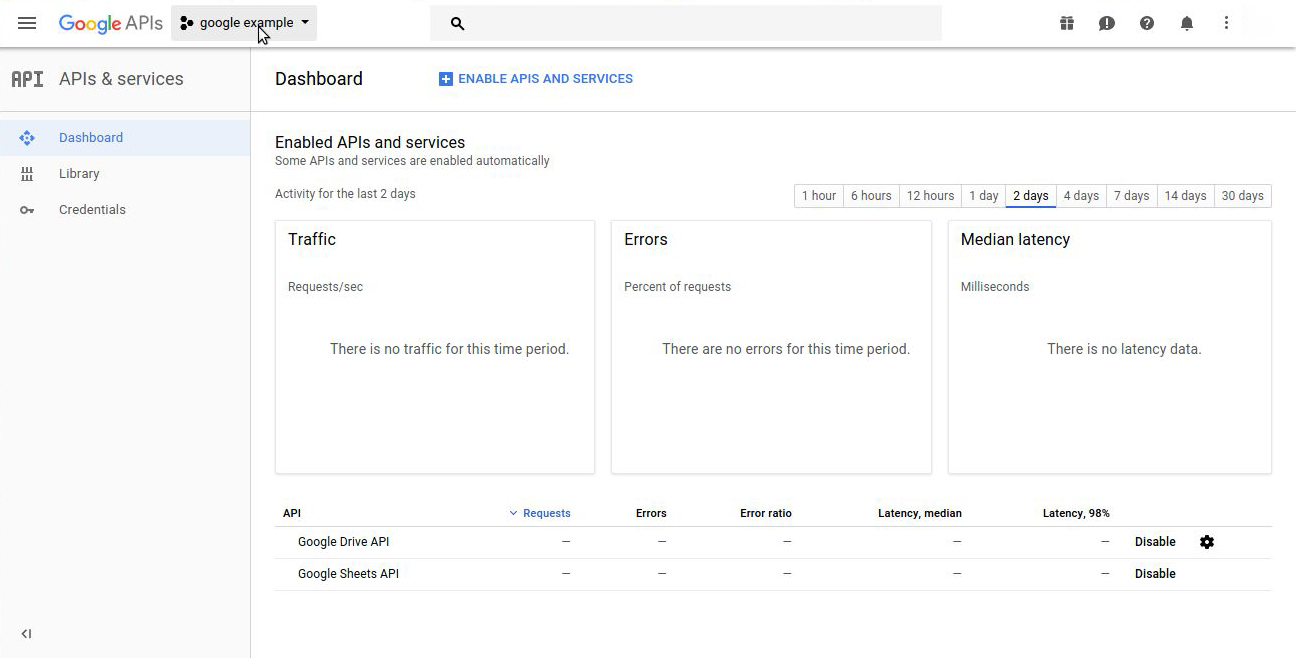 Google APIs google example
API APIs & services
Dashboard ENABLE APIS AND SERVICES
Dashboard
Library
Credentials
Enabled APIs and services
Some APIs and services are enabled automatically
Activity for the last 2 days
1 hour 6 hours 12 hours 1 day 2 days 4 days 7 days 14 days 30 days
Traffic
Requests/sec
There is no traffic for this time period.
Errors
Percent of requests
There are no errors for this time period.
Median latency
Milliseconds
There is no latency data.
API Requests Errors Error ratio Latency, median Latency, 98%
Google Drive API — — — — — Disable
Google Sheets API — — — — — Disable